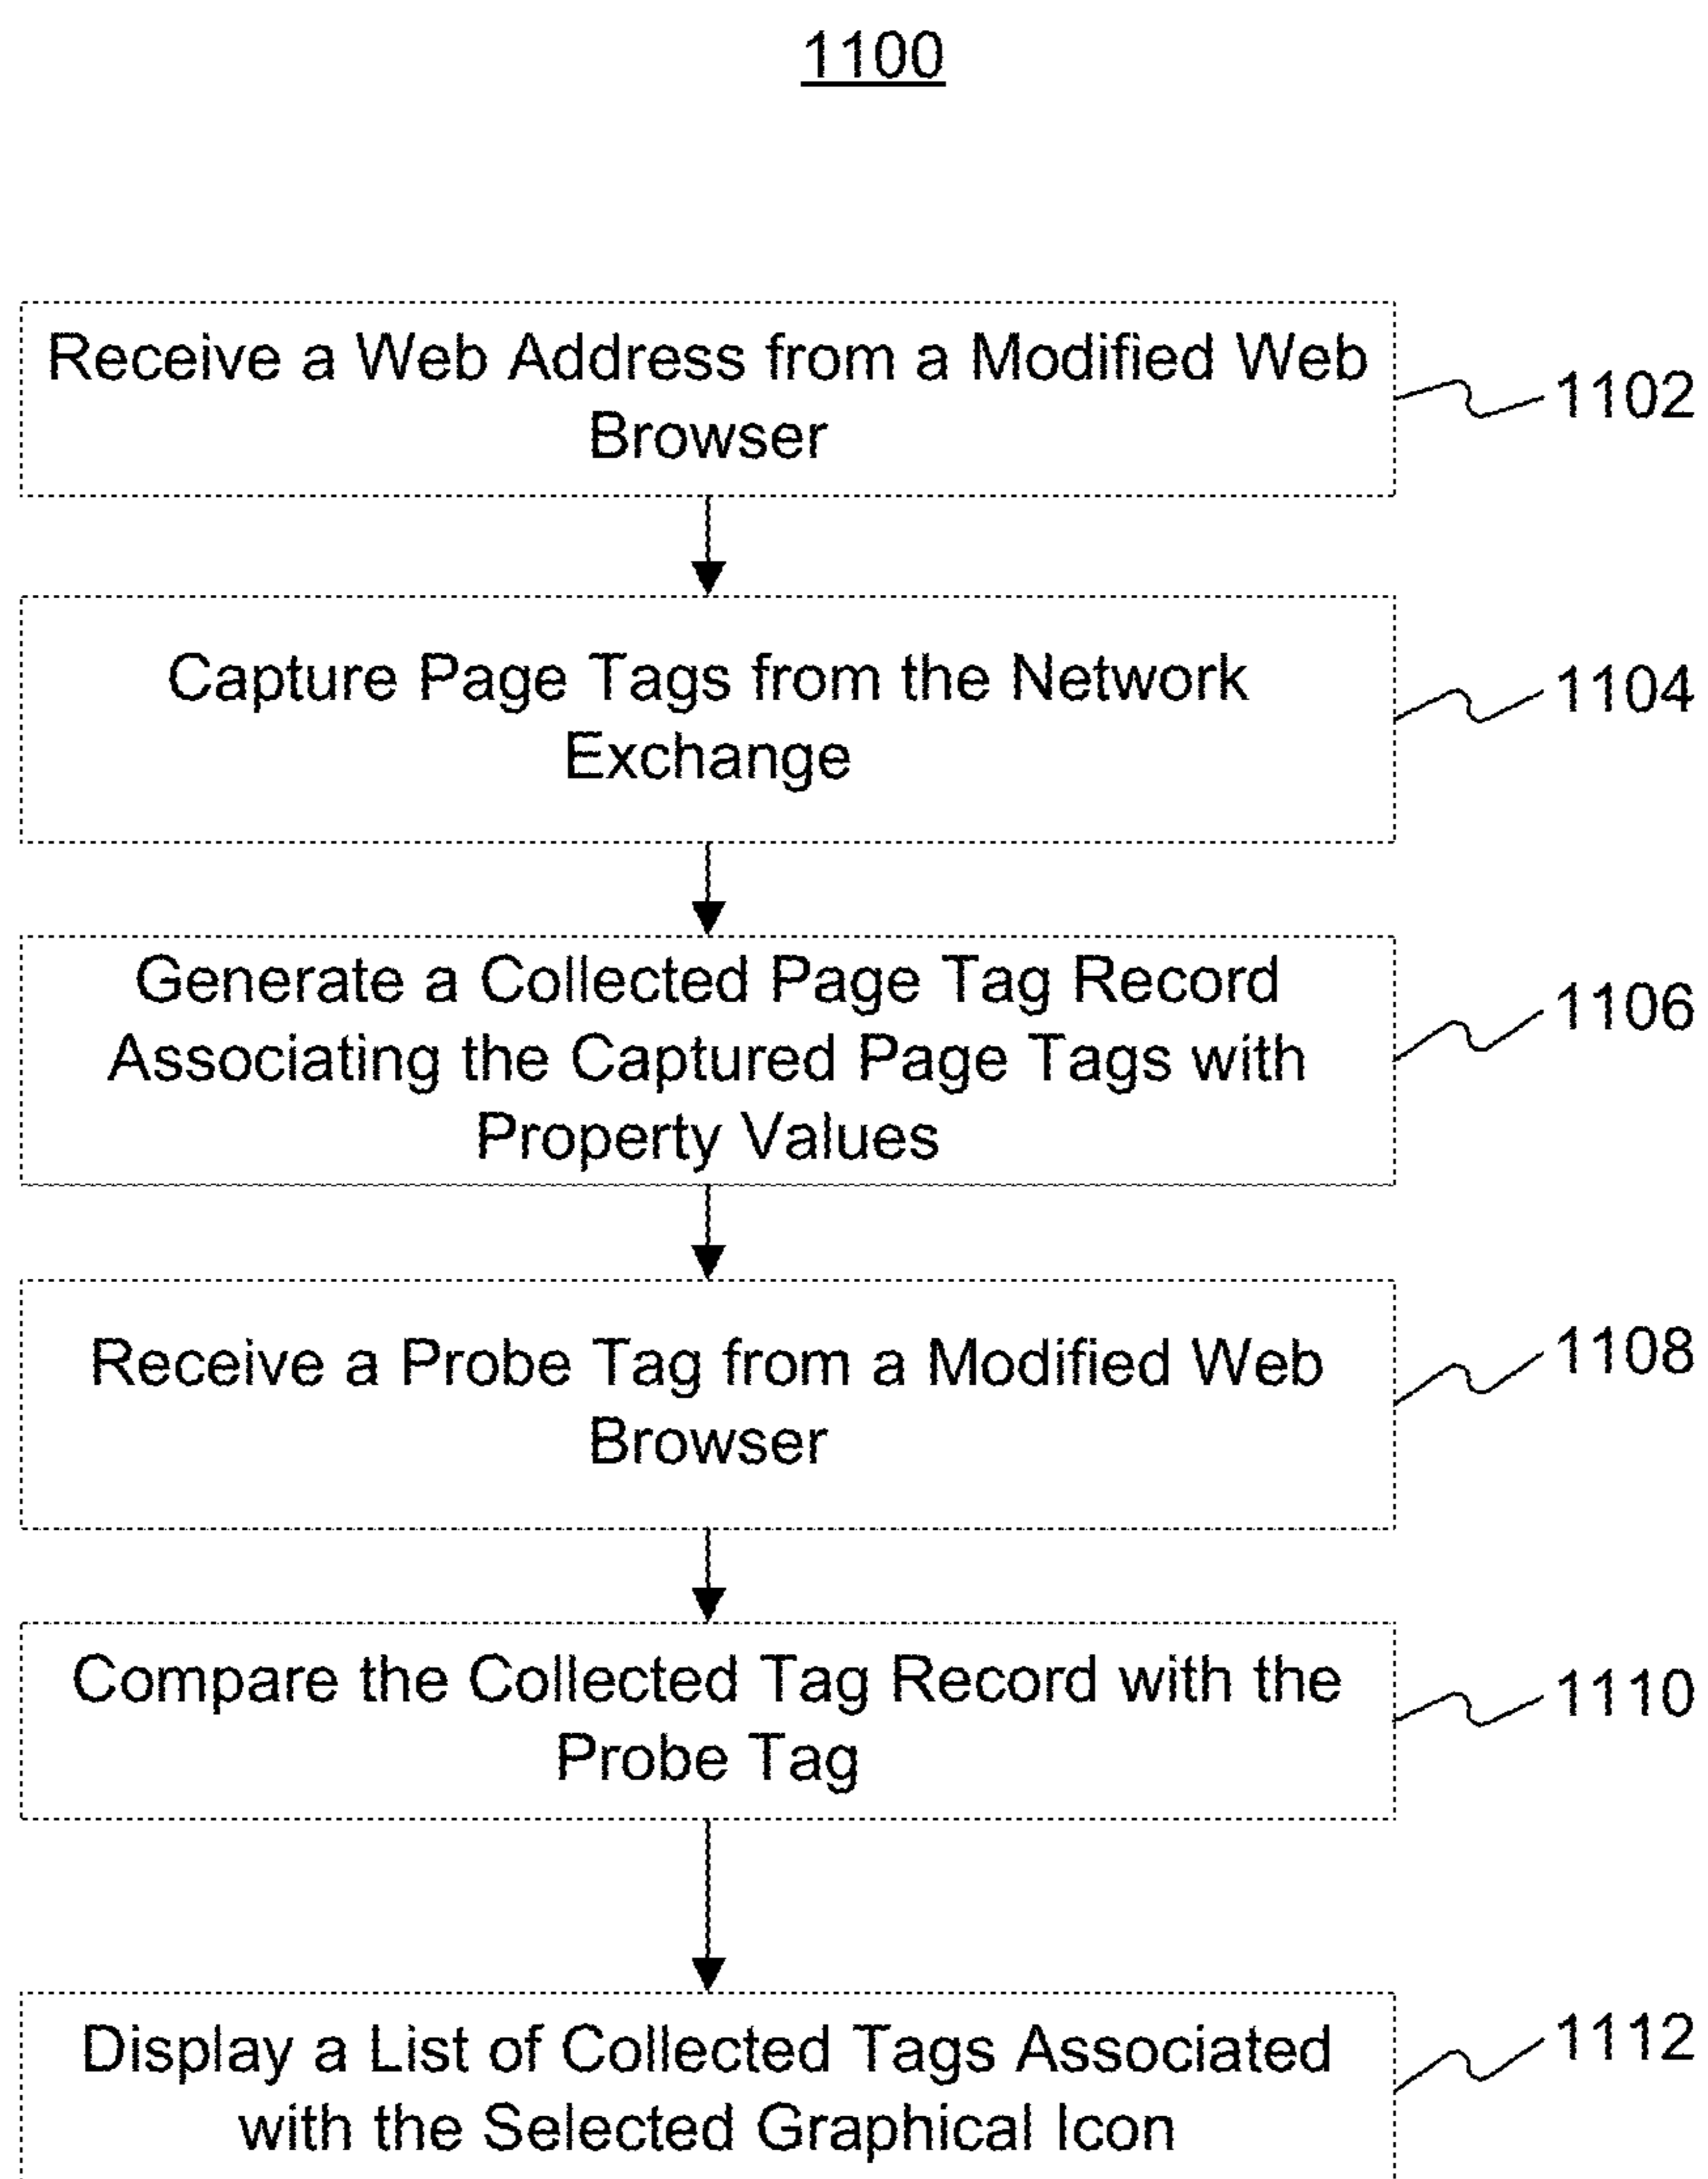 1100
Receive a Web Address from a Modified Web
Browser
1102
Capture Page Tags from the Network
Exchange
1104
Generate a Collected Page Tag Record
Associating the Captured Page Tags with
Property Values
1106
Receive a Probe Tag from a Modified Web
Browser
1108
Compare the Collected Tag Record with the
Probe Tag
1110
Display a List of Collected Tags Associated
with the Selected Graphical Icon
1112